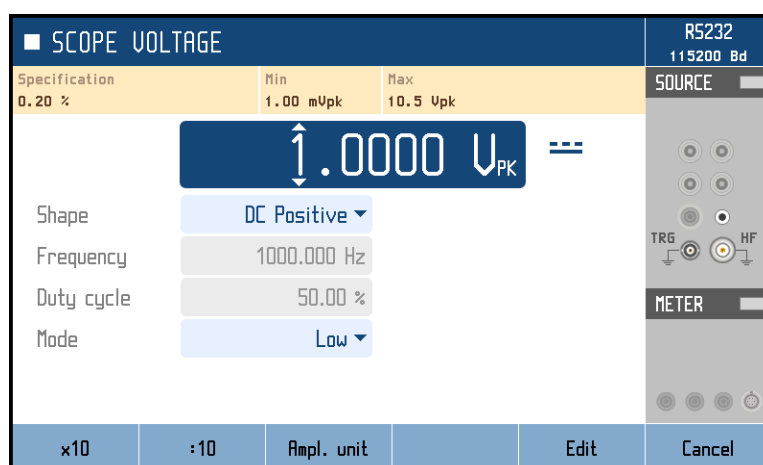 SCOPE VOLTAGE
RS232
115200 Bd
Specification Min Max
0.20 % 1.00 mVpk 10.5 Vpk
SOURCE
1.0000 VPK
Shape DC Positive
Frequency 1000.000 Hz
TRG HF
Duty cycle 50.00 %
METER
Mode Low
x10 :10 Ampl. unit Edit Cancel